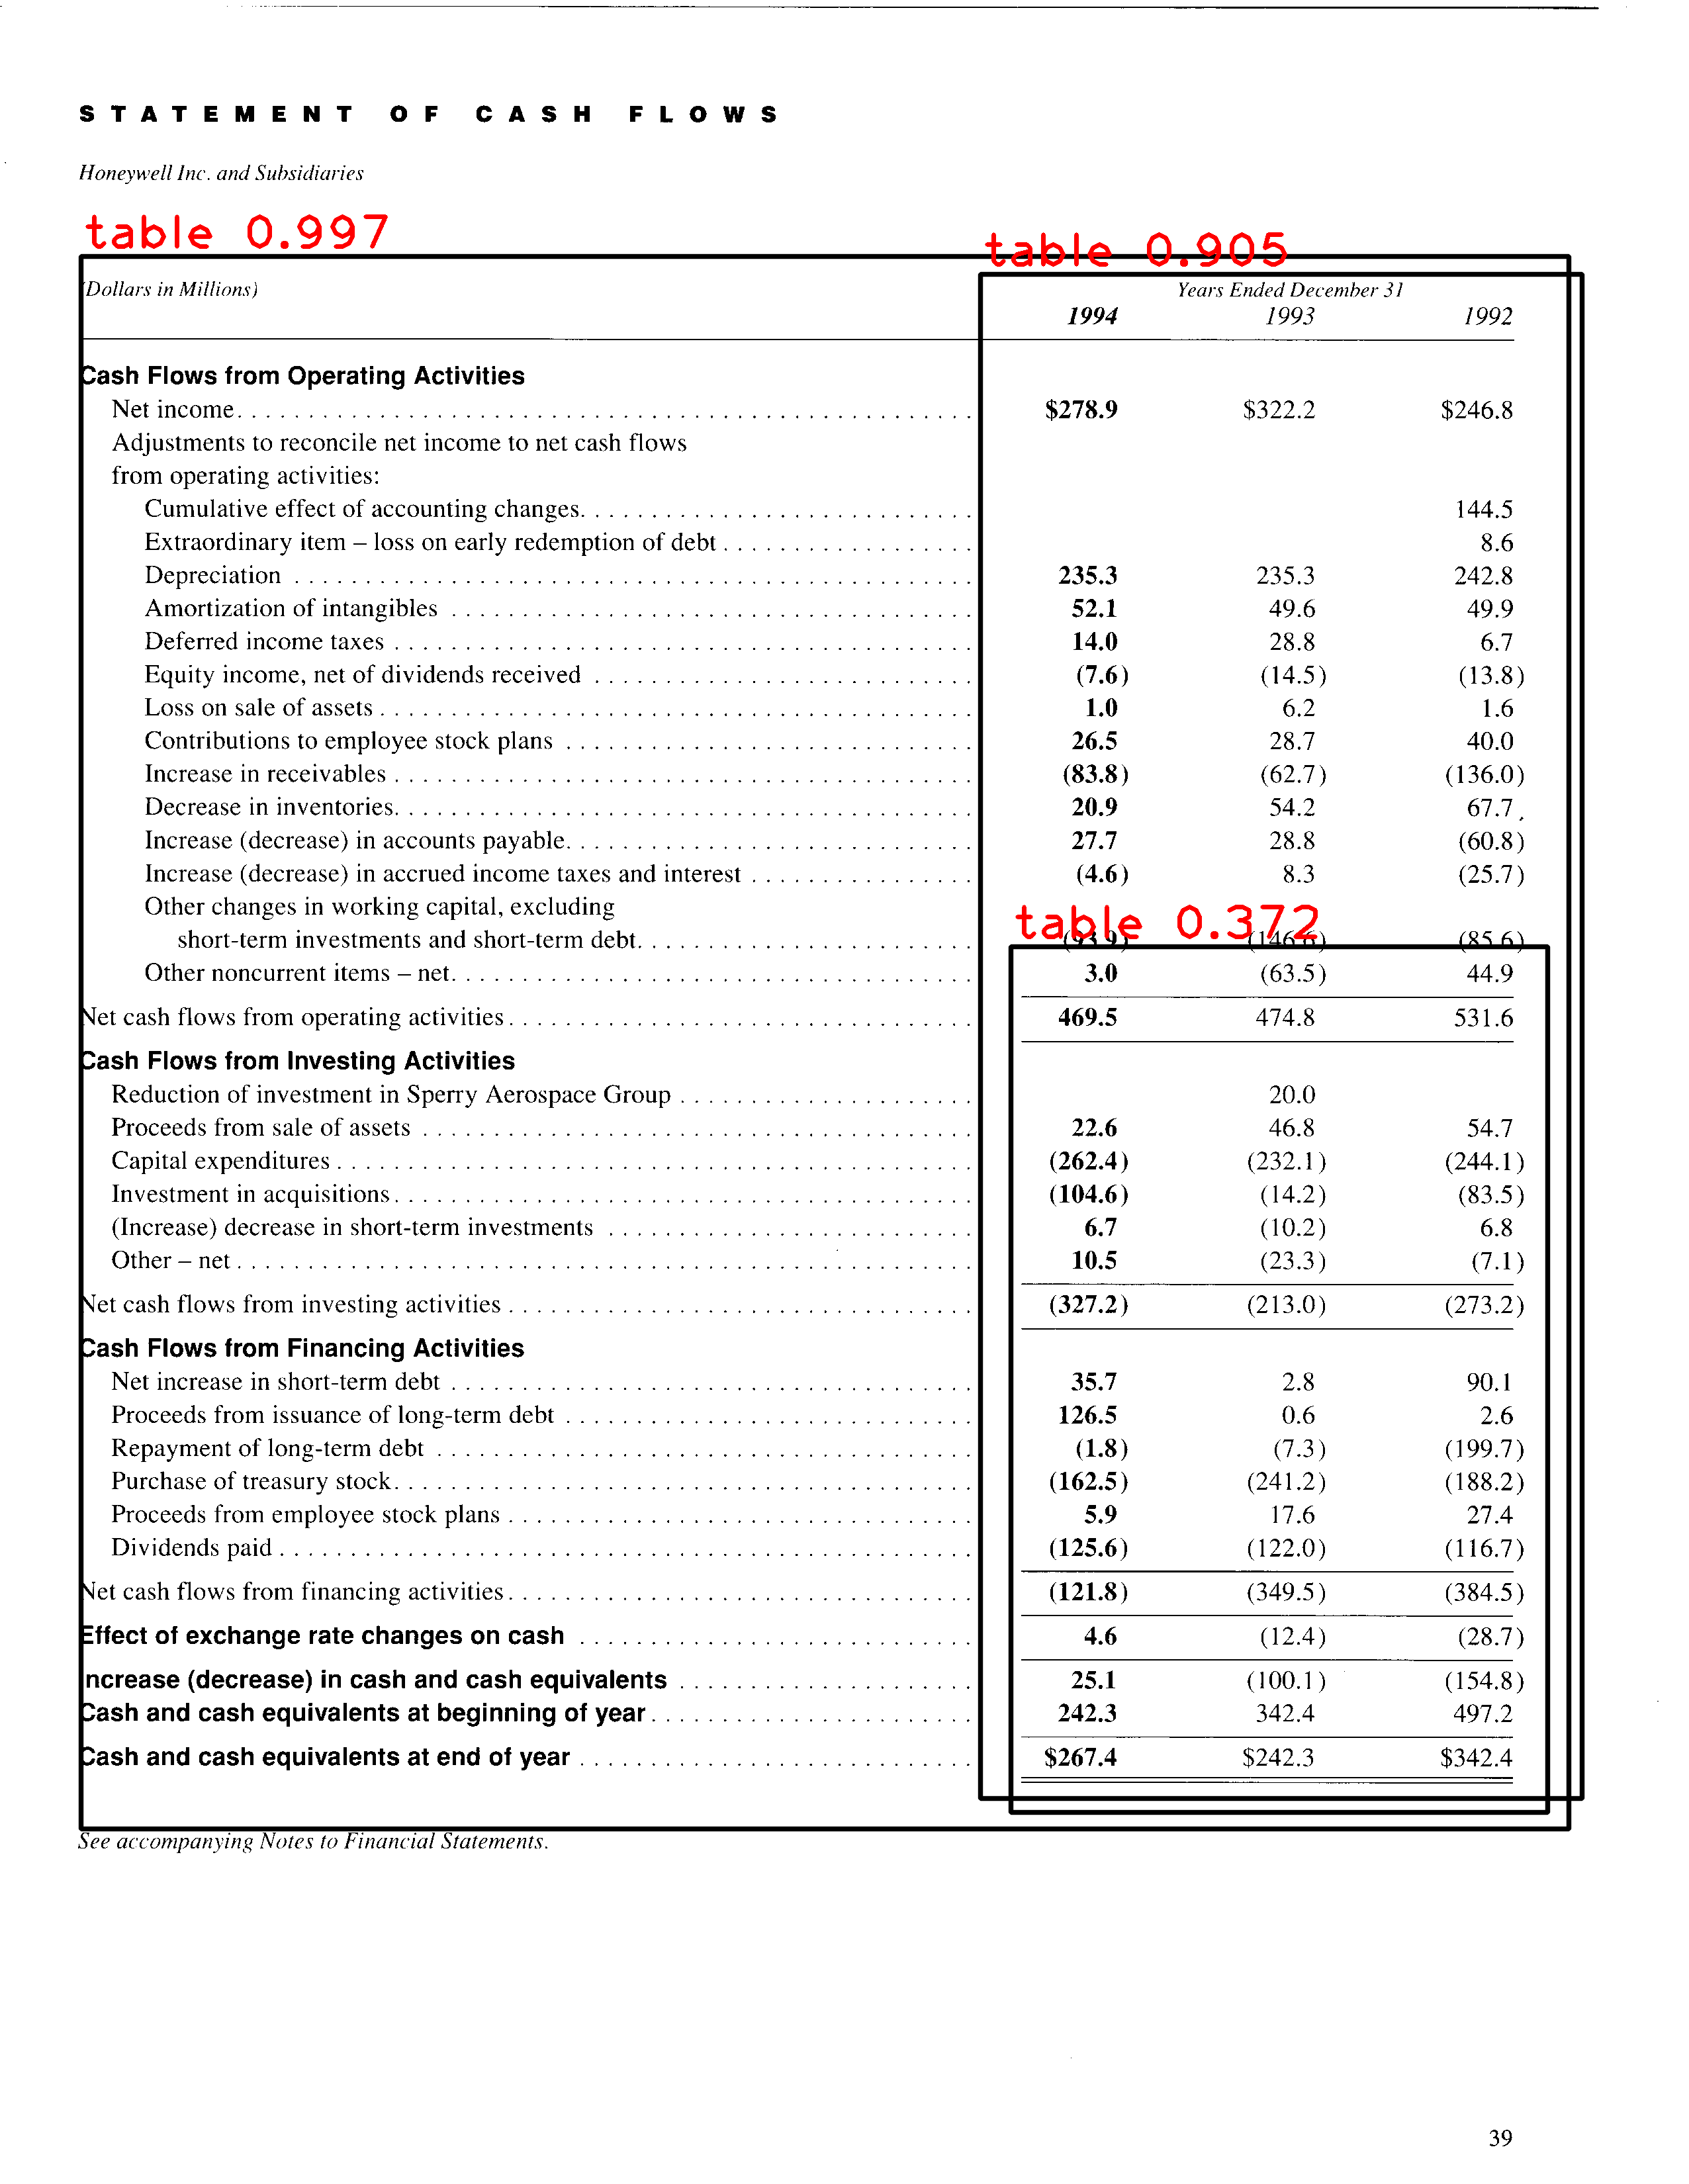 STATEMENT OF CASH FLOWS
Honeywell Inc. and Subsidiaries
table 0.997
table 0.905
(Dollars in Millions) Years Ended December 31
1994 1993 1992
Cash Flows from Operating Activities
Net income $278.9 $322.2 $246.8
Adjustments to reconcile net income to net cash flows
from operating activities:
Cumulative effect of accounting changes 144.5
Extraordinary item – loss on early redemption of debt 8.6
Depreciation 235.3 235.3 242.8
Amortization of intangibles 52.1 49.6 49.9
Deferred income taxes 14.0 28.8 6.7
Equity income, net of dividends received (7.6) (14.5) (13.8)
Loss on sale of assets 1.0 6.2 1.6
Contributions to employee stock plans 26.5 28.7 40.0
Increase in receivables (83.8) (62.7) (136.0)
Decrease in inventories 20.9 54.2 67.7
Increase (decrease) in accounts payable 27.7 28.8 (60.8)
Increase (decrease) in accrued income taxes and interest (4.6) 8.3 (25.7)
Other changes in working capital, excluding
table 0.372
short-term investments and short-term debt (93.9) (146.6) (85.6)
Other noncurrent items – net 3.0 (63.5) 44.9
Net cash flows from operating activities 469.5 474.8 531.6
Cash Flows from Investing Activities
Reduction of investment in Sperry Aerospace Group 20.0
Proceeds from sale of assets 22.6 46.8 54.7
Capital expenditures (262.4) (232.1) (244.1)
Investment in acquisitions (104.6) (14.2) (83.5)
(Increase) decrease in short-term investments 6.7 (10.2) 6.8
Other – net 10.5 (23.3) (7.1)
Net cash flows from investing activities (327.2) (213.0) (273.2)
Cash Flows from Financing Activities
Net increase in short-term debt 35.7 2.8 90.1
Proceeds from issuance of long-term debt 126.5 0.6 2.6
Repayment of long-term debt (1.8) (7.3) (199.7)
Purchase of treasury stock (162.5) (241.2) (188.2)
Proceeds from employee stock plans 5.9 17.6 27.4
Dividends paid (125.6) (122.0) (116.7)
Net cash flows from financing activities (121.8) (349.5) (384.5)
Effect of exchange rate changes on cash 4.6 (12.4) (28.7)
Increase (decrease) in cash and cash equivalents 25.1 (100.1) (154.8)
Cash and cash equivalents at beginning of year 242.3 342.4 497.2
Cash and cash equivalents at end of year $267.4 $242.3 $342.4
See accompanying Notes to Financial Statements.
39